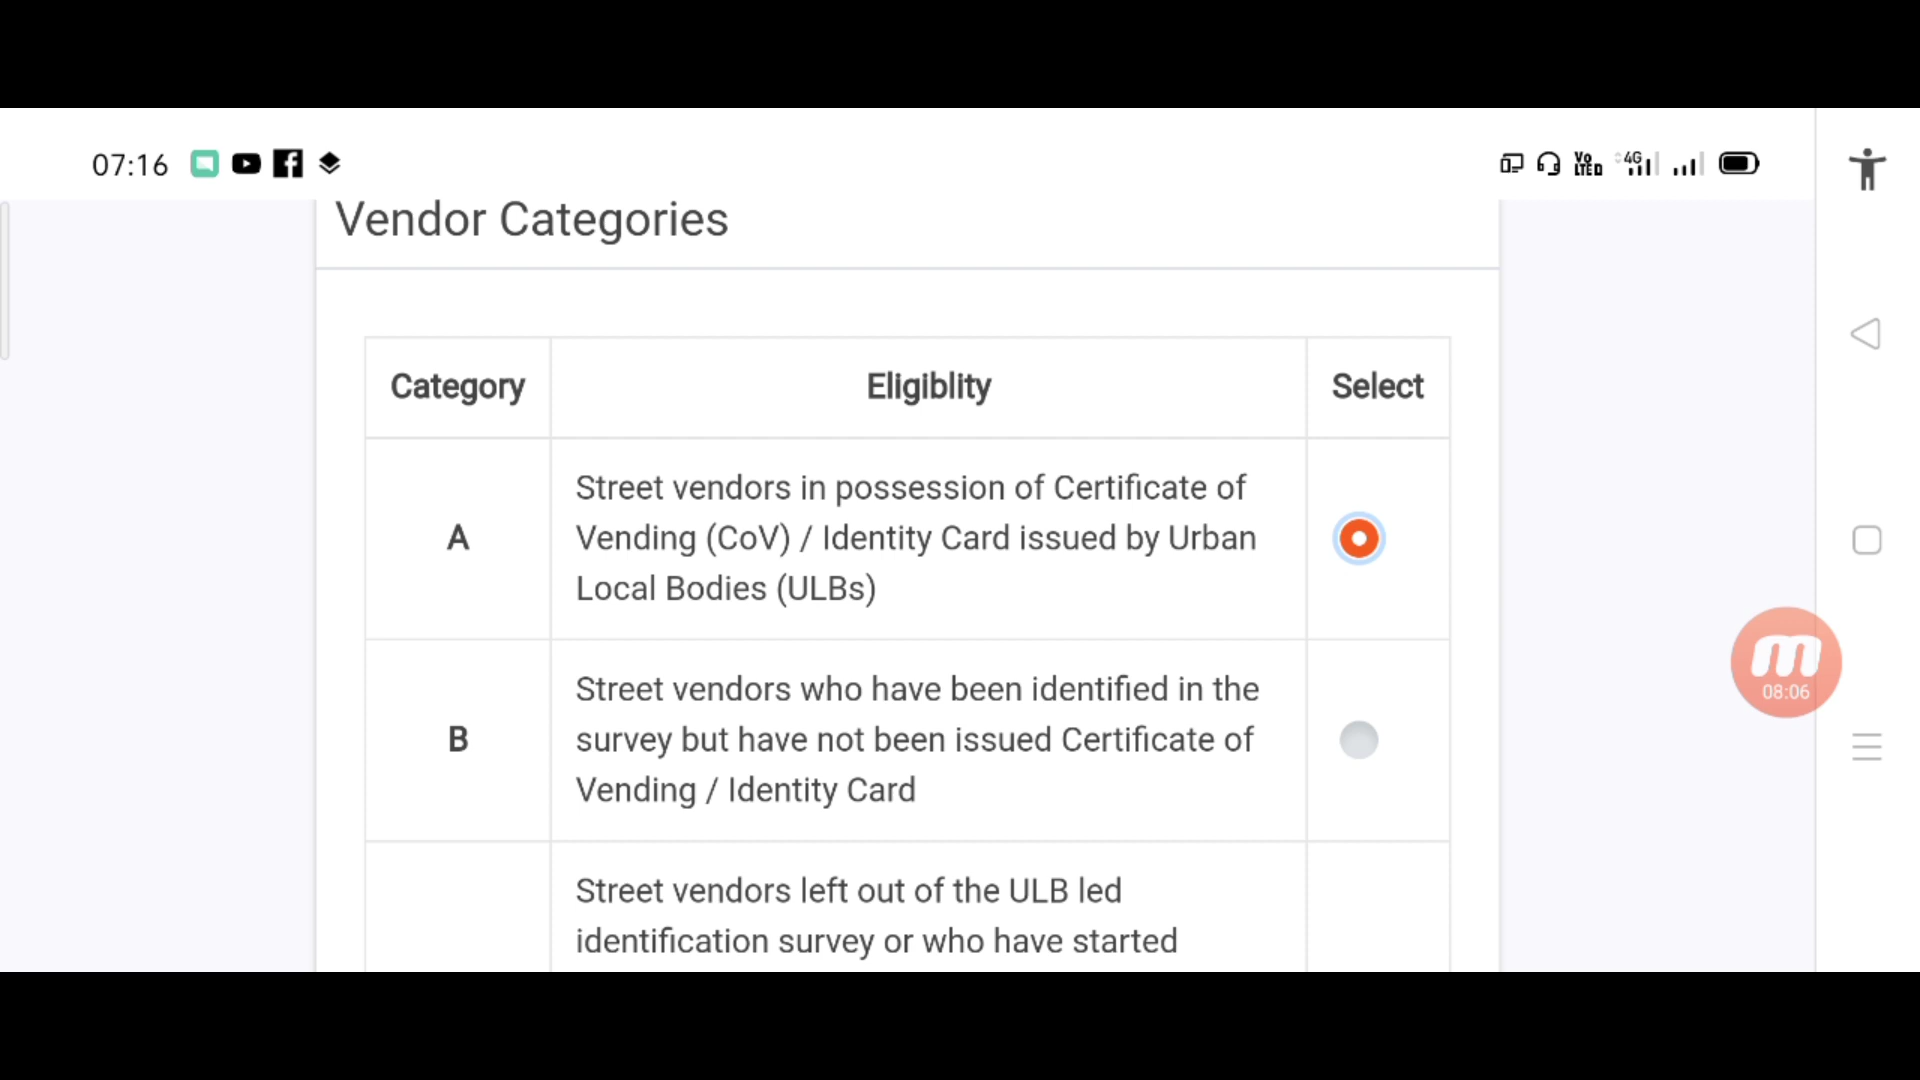 07:16
VoLTED 4G
Vendor Categories
Category Eligiblity Select
A
Street vendors in possession of Certificate of
Vending (CoV) / Identity Card issued by Urban
Local Bodies (ULBs)
B
Street vendors who have been identified in the
survey but have not been issued Certificate of
Vending / Identity Card
Street vendors left out of the ULB led
identification survey or who have started
m
08:06